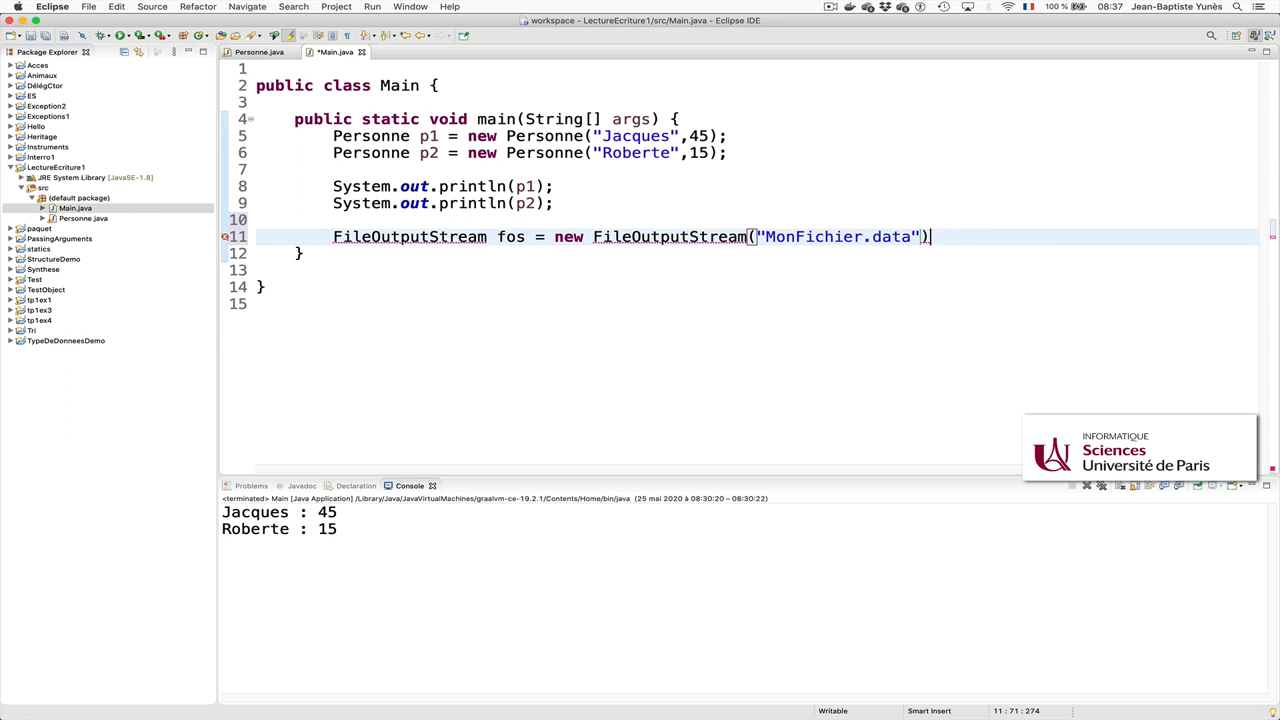 Eclipse File Edit Source Refactor Navigate Search Project Run Window Help 100 % 08:37 Jean-Baptiste Yunès
workspace - LectureEcriture1/src/Main.java - Eclipse IDE
Package Explorer
Acces
Animaux
DélégCtor
ES
Exception2
Exceptions1
Hello
Heritage
Instruments
Interro1
LectureEcriture1
JRE System Library [JavaSE-1.8]
src
(default package)
Main.java
Personne.java
paquet
PassingArguments
statics
StructureDemo
Synthese
Test
TestObject
tp1ex1
tp1ex3
tp1ex4
Tri
TypeDeDonneesDemo
Personne.java *Main.java
1
2 public class Main {
3
4 public static void main(String[] args) {
5 Personne p1 = new Personne("Jacques",45);
6 Personne p2 = new Personne("Roberte",15);
7
8 System.out.println(p1);
9 System.out.println(p2);
10
11 FileOutputStream fos = new FileOutputStream("MonFichier.data")
12 }
13
14 }
15
INFORMATIQUE
Sciences
Université de Paris
Problems Javadoc Declaration Console
<terminated> Main [Java Application] /Library/Java/JavaVirtualMachines/graalvm-ce-19.2.1/Contents/Home/bin/java (25 mai 2020 à 08:30:20 – 08:30:22)
Jacques : 45
Roberte : 15
Writable Smart Insert 11 : 71 : 274